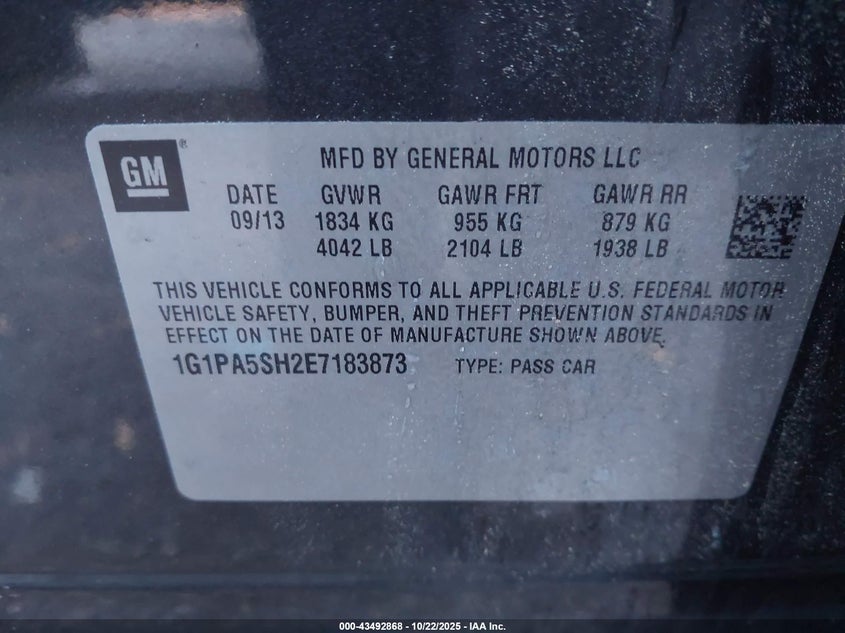 GM®
MFD BY GENERAL MOTORS LLC
DATE GVWR GAWR FRT GAWR RR
09/13 1834 KG 955 KG 879 KG
4042 LB 2104 LB 1938 LB
THIS VEHICLE CONFORMS TO ALL APPLICABLE U.S. FEDERAL MOTOR
VEHICLE SAFETY, BUMPER, AND THEFT PREVENTION STANDARDS IN
EFFECT ON THE DATE OF MANUFACTURE SHOWN ABOVE.
1G1PA5SH2E7183873 TYPE: PASS CAR
000-43492868 - 10/22/2025 - IAA Inc.